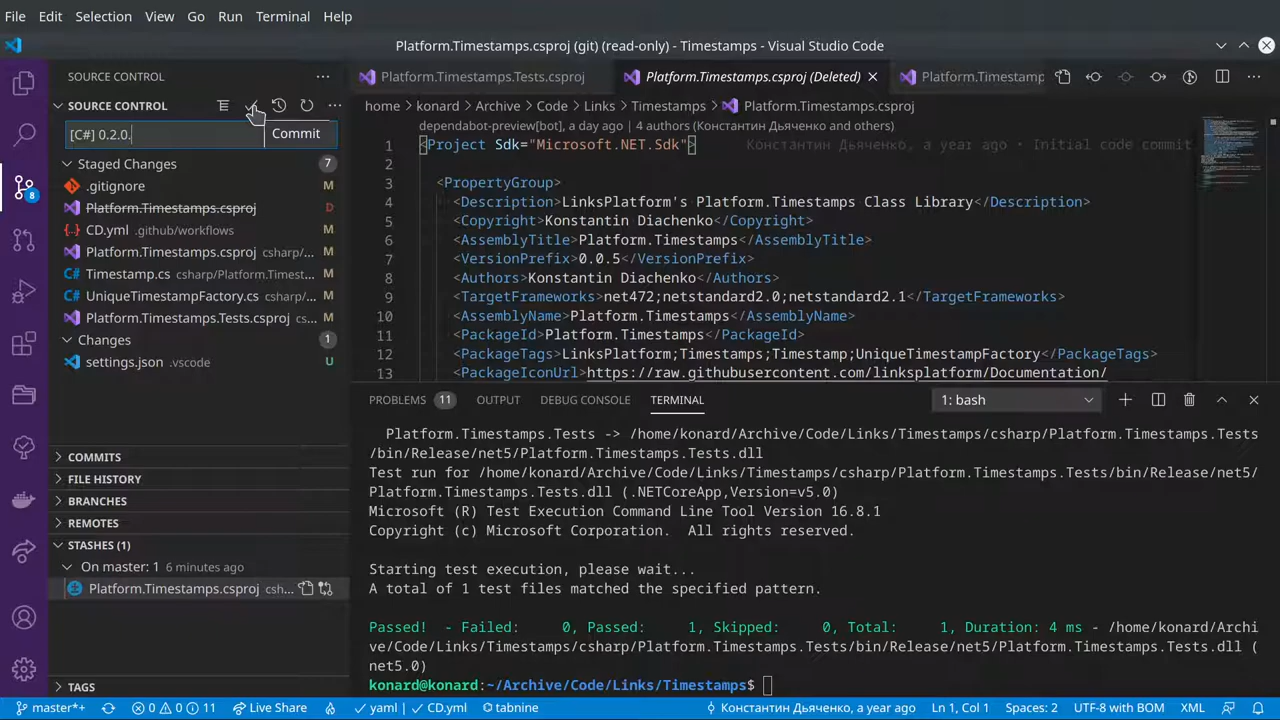 File Edit Selection View Go Run Terminal Help
Platform.Timestamps.csproj (git) (read-only) - Timestamps - Visual Studio Code
SOURCE CONTROL
SOURCE CONTROL
[C#] 0.2.0.
Commit
Staged Changes 7
.gitignore M
Platform.Timestamps.csproj D
CD.yml .github/workflows M
Platform.Timestamps.csproj csharp/... M
Timestamp.cs csharp/Platform.Timest... M
UniqueTimestampFactory.cs csharp/... M
Platform.Timestamps.Tests.csproj cs... M
Changes 1
settings.json .vscode U
8
COMMITS
FILE HISTORY
BRANCHES
REMOTES
STASHES (1)
On master: 1 6 minutes ago
Platform.Timestamps.csproj csh...
TAGS
Platform.Timestamps.Tests.csproj Platform.Timestamps.csproj (Deleted) Platform.Timestamp
home > konard > Archive > Code > Links > Timestamps > Platform.Timestamps.csproj
dependabot-preview[bot], a day ago | 4 authors (Константин Дьяченко and others)
1 <Project Sdk="Microsoft.NET.Sdk"> Константин Дьяченко, a year ago • Initial code commit
2
3 <PropertyGroup>
4 <Description>LinksPlatform's Platform.Timestamps Class Library</Description>
5 <Copyright>Konstantin Diachenko</Copyright>
6 <AssemblyTitle>Platform.Timestamps</AssemblyTitle>
7 <VersionPrefix>0.0.5</VersionPrefix>
8 <Authors>Konstantin Diachenko</Authors>
9 <TargetFrameworks>net472;netstandard2.0;netstandard2.1</TargetFrameworks>
10 <AssemblyName>Platform.Timestamps</AssemblyName>
11 <PackageId>Platform.Timestamps</PackageId>
12 <PackageTags>LinksPlatform;Timestamps;Timestamp;UniqueTimestampFactory</PackageTags>
13 <PackageIconUrl>https://raw.githubusercontent.com/linksplatform/Documentation/
PROBLEMS 11 OUTPUT DEBUG CONSOLE TERMINAL 1: bash
Platform.Timestamps.Tests -> /home/konard/Archive/Code/Links/Timestamps/csharp/Platform.Timestamps.Tests
/bin/Release/net5/Platform.Timestamps.Tests.dll
Test run for /home/konard/Archive/Code/Links/Timestamps/csharp/Platform.Timestamps.Tests/bin/Release/net5/
Platform.Timestamps.Tests.dll (.NETCoreApp,Version=v5.0)
Microsoft (R) Test Execution Command Line Tool Version 16.8.1
Copyright (c) Microsoft Corporation. All rights reserved.
Starting test execution, please wait...
A total of 1 test files matched the specified pattern.
Passed! - Failed: 0, Passed: 1, Skipped: 0, Total: 1, Duration: 4 ms - /home/konard/Archi
ve/Code/Links/Timestamps/csharp/Platform.Timestamps.Tests/bin/Release/net5/Platform.Timestamps.Tests.dll (
net5.0)
konard@konard:~/Archive/Code/Links/Timestamps$
master*+ 0 0 11 Live Share yaml CD.yml tabnine Константин Дьяченко, a year ago Ln 1, Col 1 Spaces: 2 UTF-8 with BOM XML